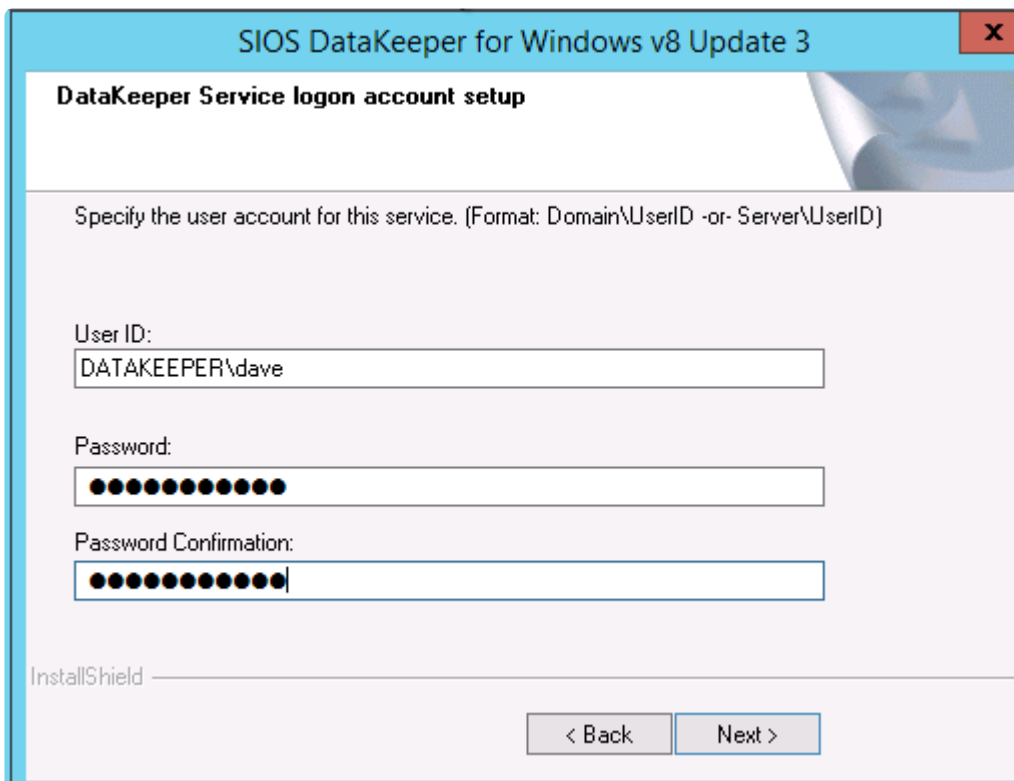 SIOS DataKeeper for Windows v8 Update 3
x
DataKeeper Service logon account setup
Specify the user account for this service. (Format: Domain\UserID -or- Server\UserID)
User ID:
DATAKEEPER\dave
Password:
●●●●●●●●●●●
Password Confirmation:
●●●●●●●●●●●
InstallShield
< Back
Next >